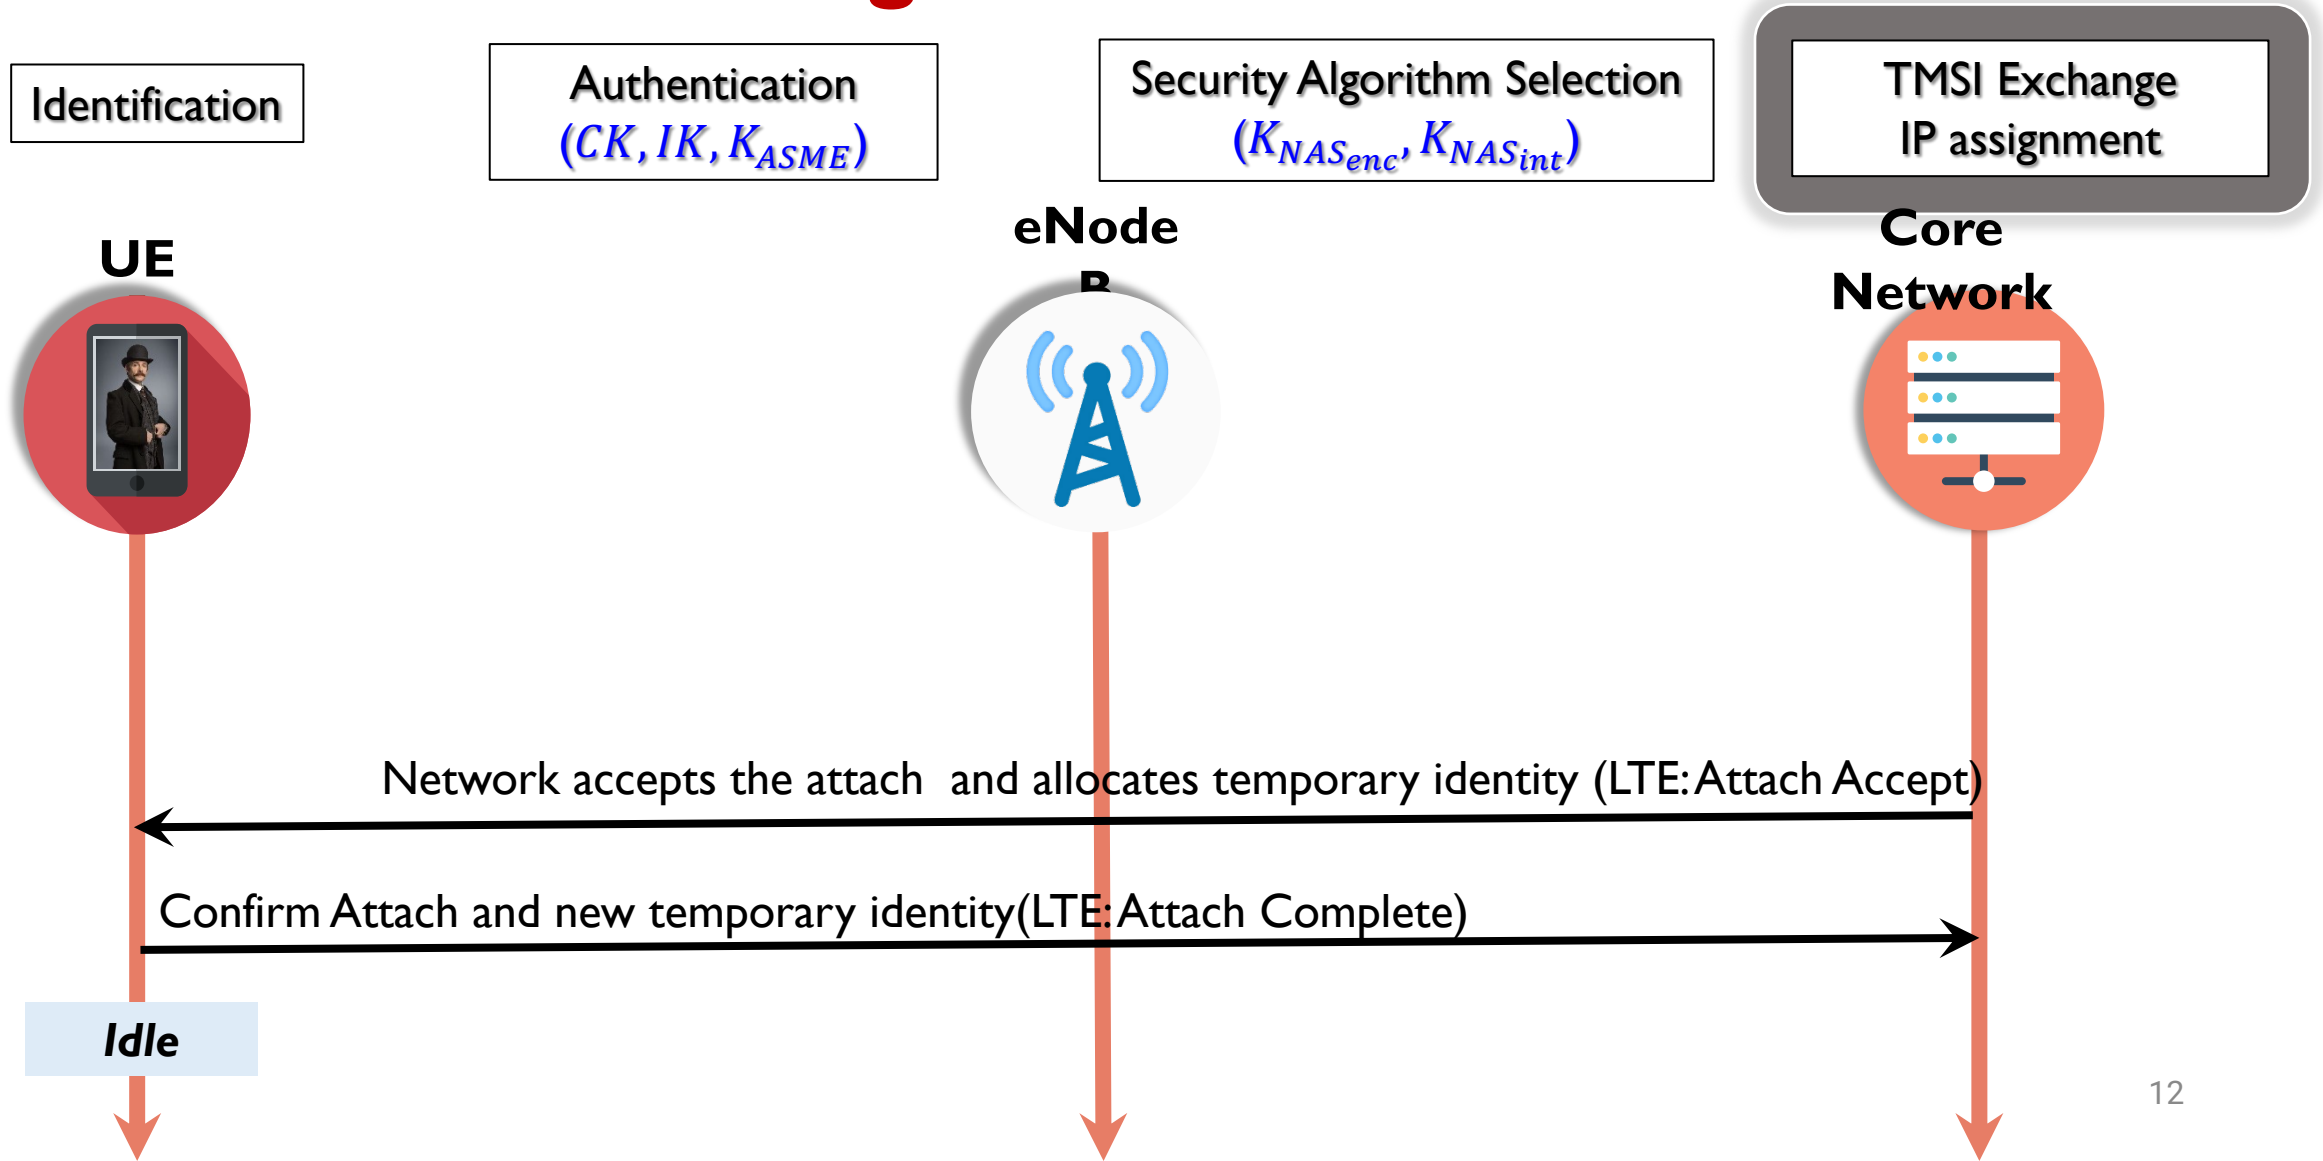 Identification
Authentication
(CK, IK, K_ASME)
Security Algorithm Selection
(K_NAS_enc, K_NAS_int)
TMSI Exchange
IP assignment
UE
eNode
B
Core
Network
Network accepts the attach and allocates temporary identity (LTE: Attach Accept)
Confirm Attach and new temporary identity(LTE: Attach Complete)
Idle
12